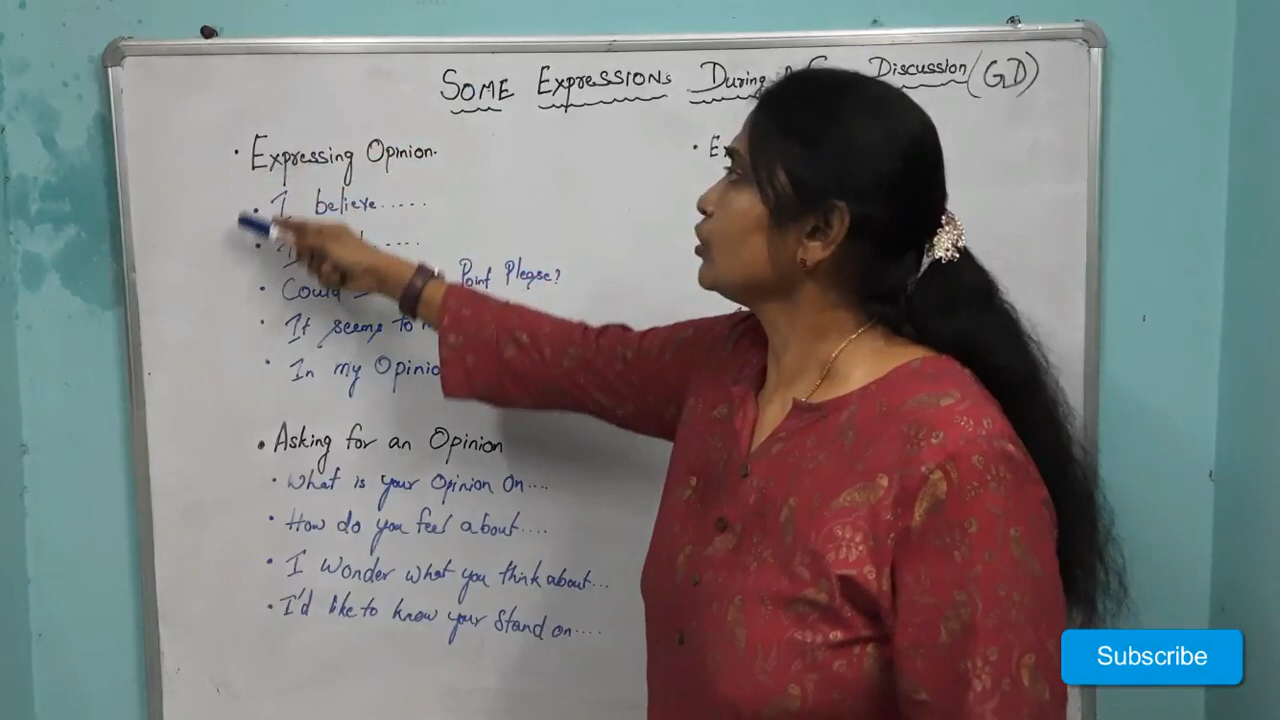 SOME EXPRESSIONs During Discussion (GD)
• Expressing Opinion.
• I believe.....
....
Could Point Please?
• It seems to
• In my Opinio
• Asking for an Opinion
• What is your Opinion On....
• How do you feel about....
• I wonder what you think about...
• I'd like to know your Stand on....
• E
Subscribe